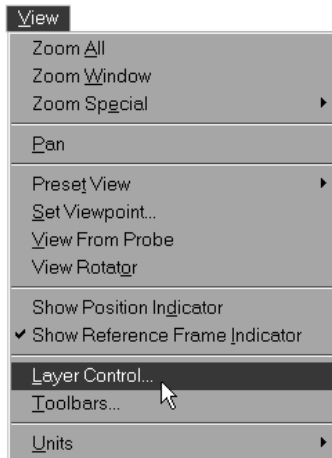 View
Zoom All
Zoom Window
Zoom Special
Pan
Preset View
Set Viewpoint...
View From Probe
View Rotator
Show Position Indicator
Show Reference Frame Indicator
Layer Control...
Toolbars...
Units